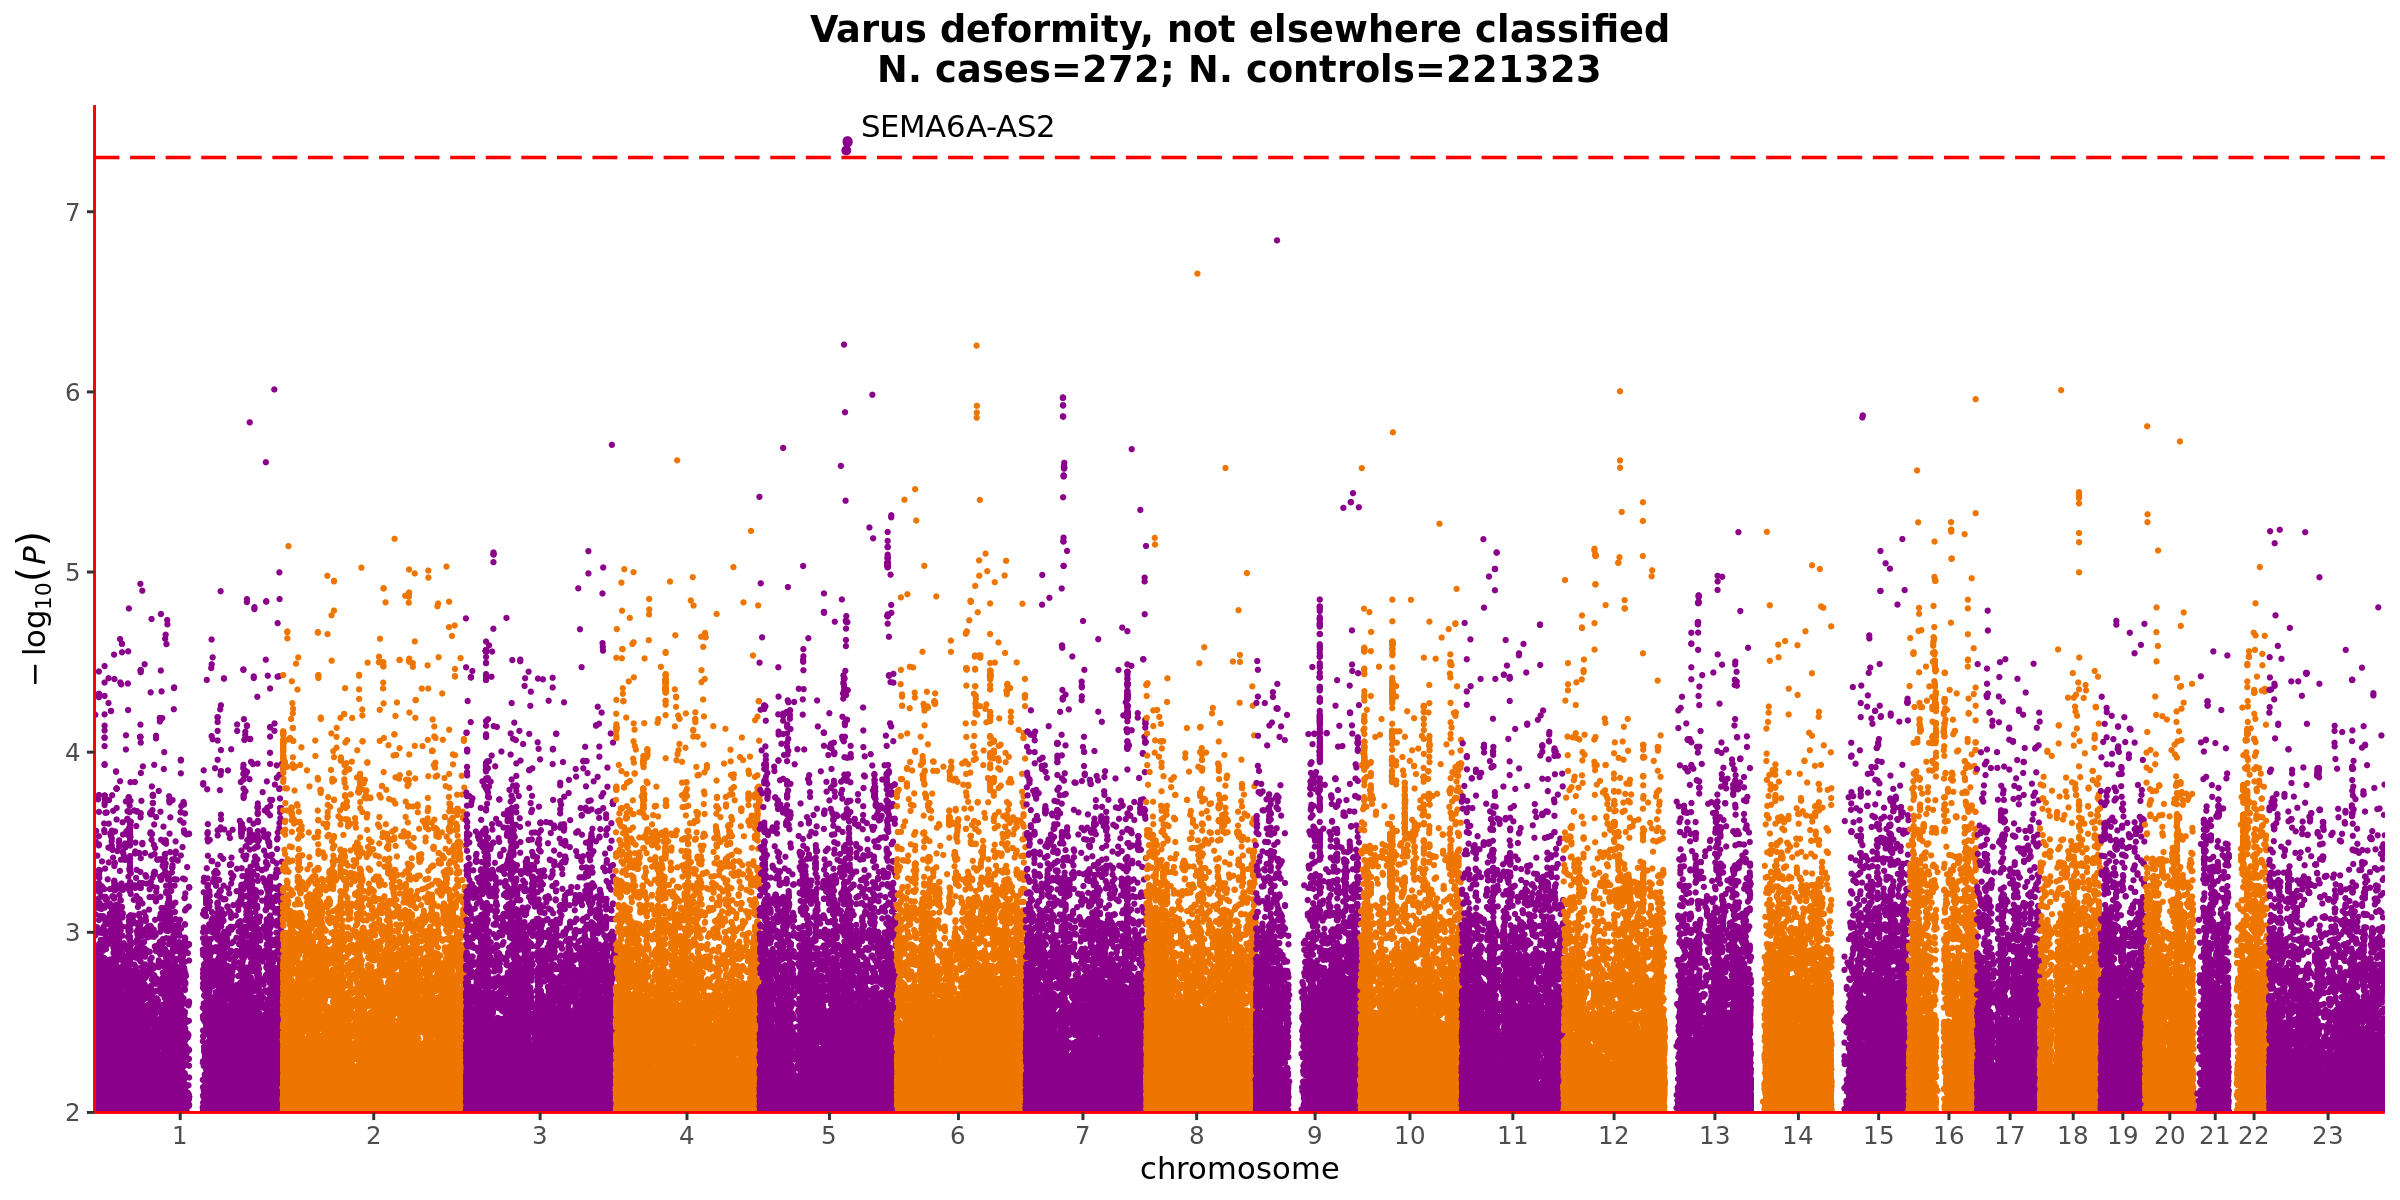 Varus deformity, not elsewhere classified
N. cases=272; N. controls=221323
SEMA6A-AS2
7
6
5
4
3
2
−log₁₀(P)
1 2 3 4 5 6 7 8 9 10 11 12 13 14 15 16 17 18 19 20 21 22 23
chromosome